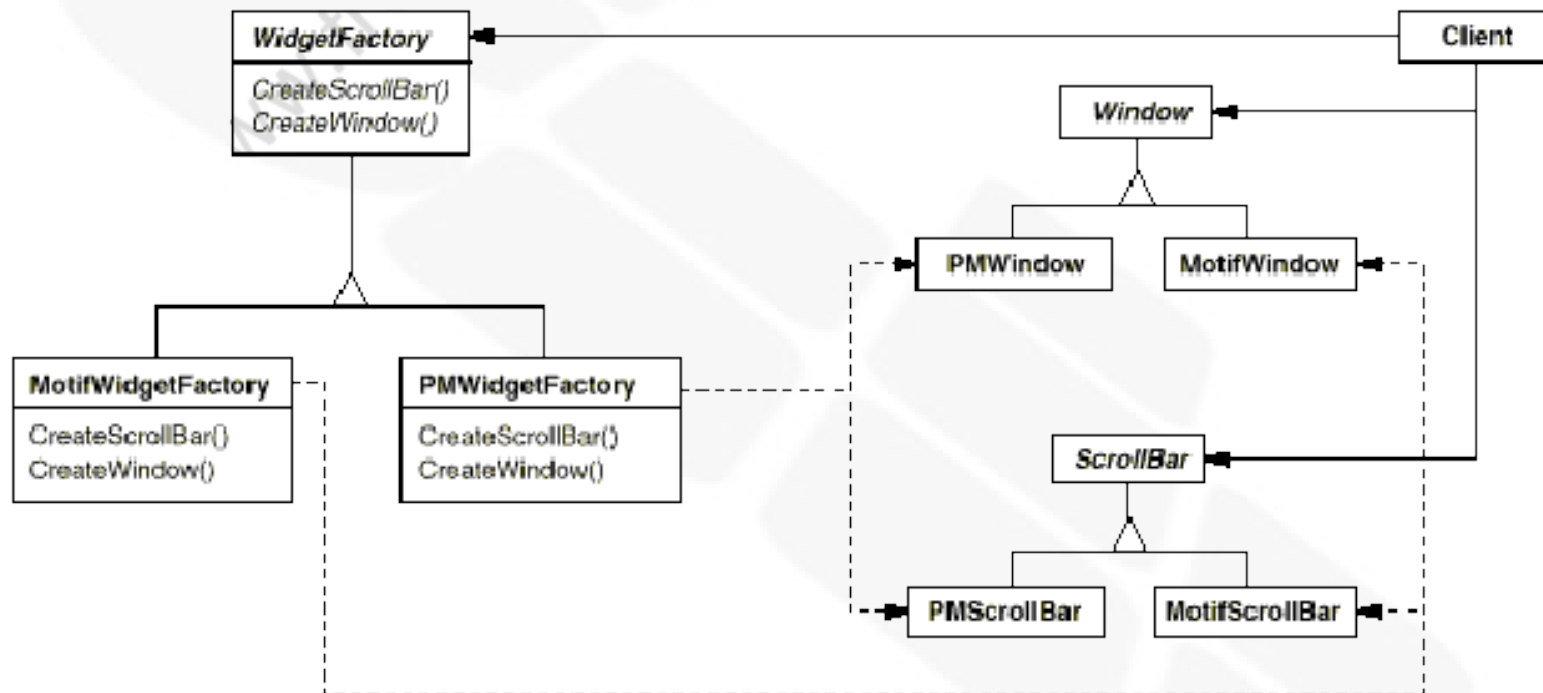 WidgetFactory
CreateScrollBar()
CreateWindow()
Client
Window
PMWindow
MotifWindow
MotifWidgetFactory
CreateScrollBar()
CreateWindow()
PMWidgetFactory
CreateScrollBar()
CreateWindow()
ScrollBar
PMScrollBar
MotifScrollBar